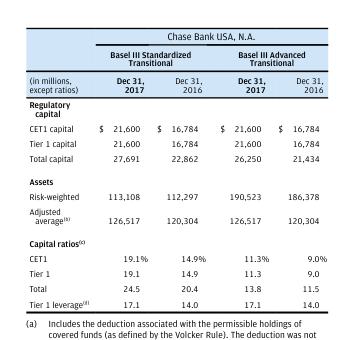 Chase Bank USA, N.A.
Basel III Standardized Transitional Basel III Advanced Transitional
(in millions, except ratios) Dec 31, 2017 Dec 31, 2016 Dec 31, 2017 Dec 31, 2016
Regulatory capital
CET1 capital $ 21,600 $ 16,784 $ 21,600 $ 16,784
Tier 1 capital 21,600 16,784 21,600 16,784
Total capital 27,691 22,862 26,250 21,434
Assets
Risk-weighted 113,108 112,297 190,523 186,378
Adjusted average(b) 126,517 120,304 126,517 120,304
Capital ratios(c)
CET1 19.1% 14.9% 11.3% 9.0%
Tier 1 19.1 14.9 11.3 9.0
Total 24.5 20.4 13.8 11.5
Tier 1 leverage(d) 17.1 14.0 17.1 14.0
(a) Includes the deduction associated with the permissible holdings of
covered funds (as defined by the Volcker Rule). The deduction was not